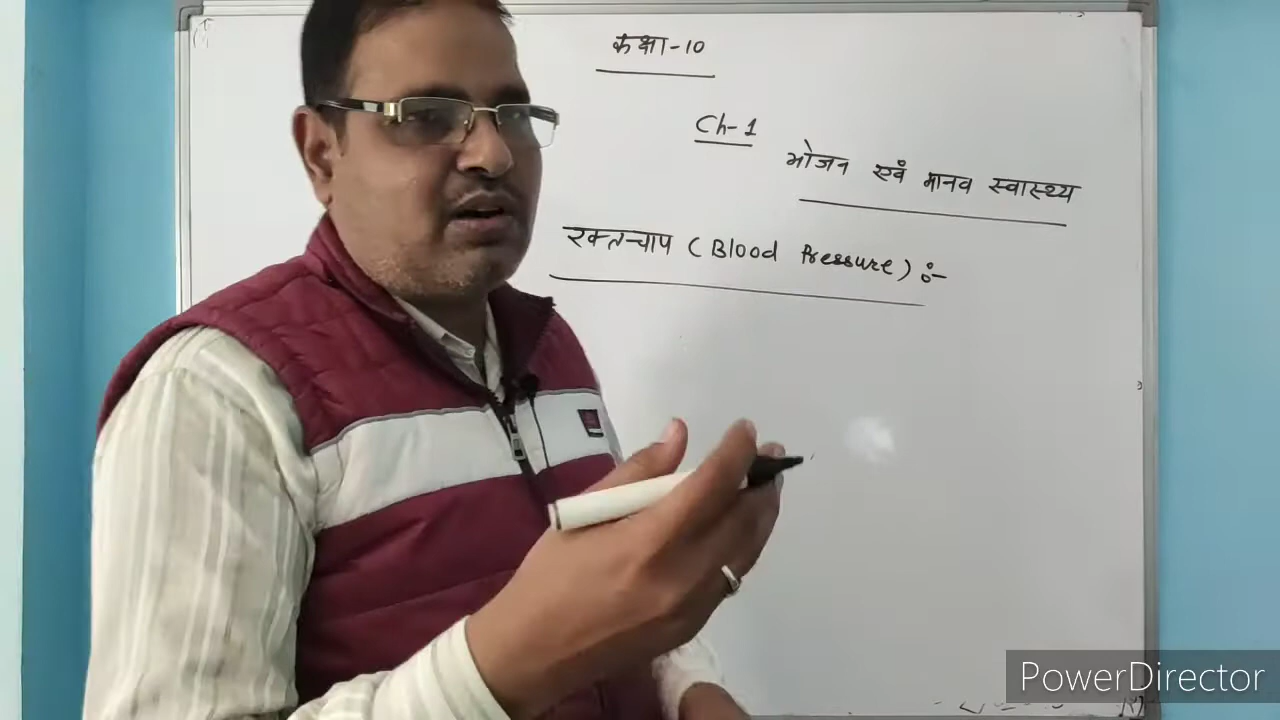 कक्षा-10
Ch-1 भोजन एवं मानव स्वास्थ्य
रक्तचाप (Blood Pressure) :-
PowerDirector